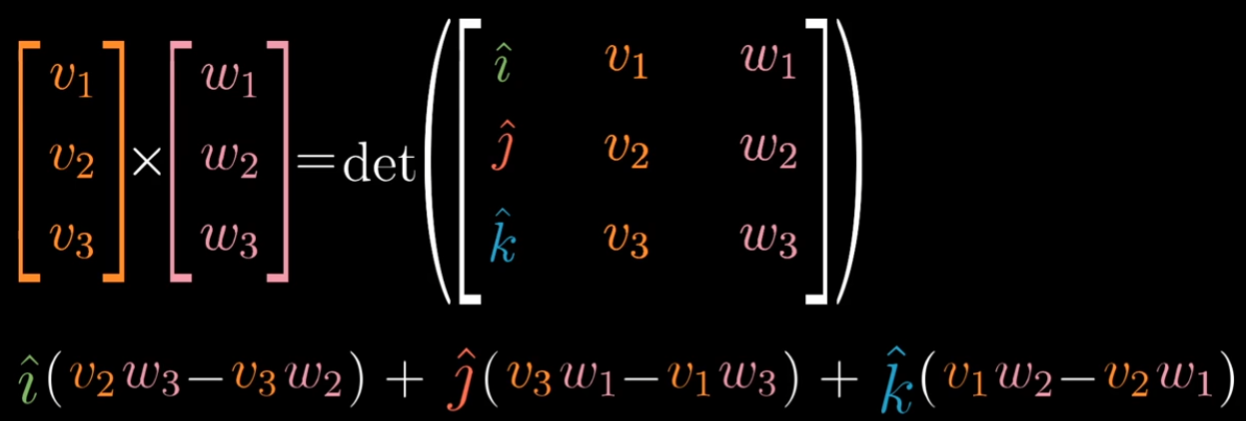 [v₁ v₂ v₃] × [w₁ w₂ w₃] = det([î v₁ w₁ ĵ v₂ w₂ k̂ v₃ w₃])
î(v₂w₃−v₃w₂) + ĵ(v₃w₁−v₁w₃) + k̂(v₁w₂−v₂w₁)